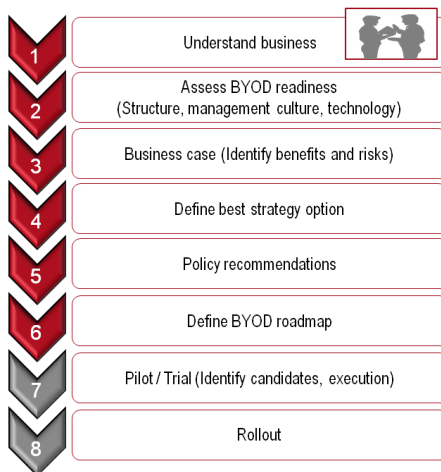 1
Understand business
2
Assess BYOD readiness
(Structure, management culture, technology)
3
Business case (Identify benefits and risks)
4
Define best strategy option
5
Policy recommendations
6
Define BYOD roadmap
7
Pilot / Trial (Identify candidates, execution)
8
Rollout